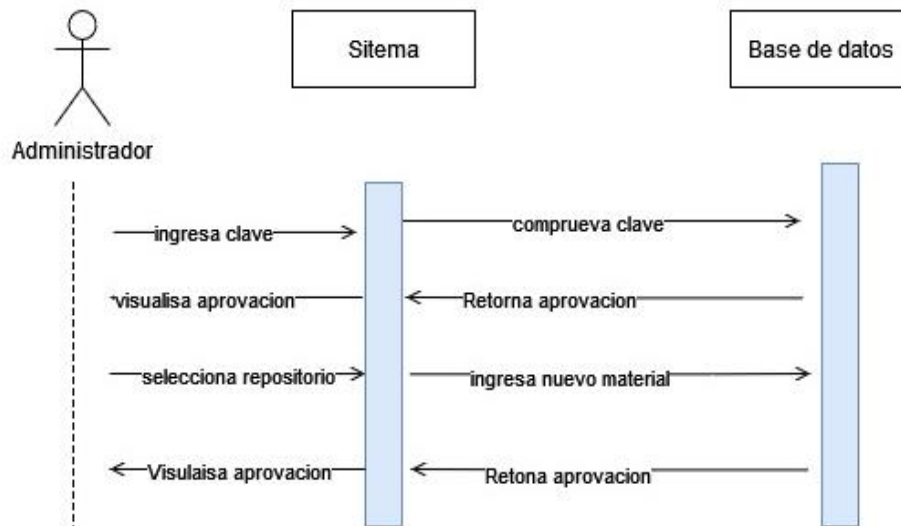 Sitema
Base de datos
Administrador
ingresa clave
comprueva clave
visualisa aprovacion
Retorna aprovacion
selecciona repositorio
ingresa nuevo material
Visulaisa aprovacion
Retona aprovacion